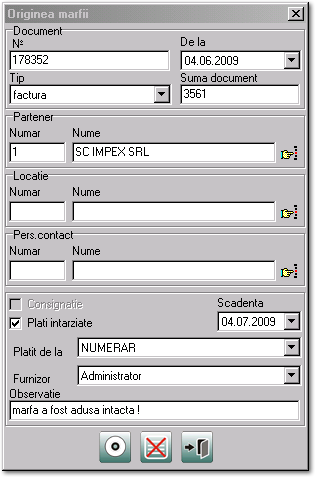 Originea marfii
Document
Nº De la
178352 04.06.2009
Tip Suma document
factura 3561
Partener
Numar Nume
1 SC IMPEX SRL
Locatie
Numar Nume
Pers.contact
Numar Nume
Consignatie Scadenta
Plati intarziate 04.07.2009
Platit de la NUMERAR
Furnizor Administrator
Observatie
marfa a fost adusa intacta !